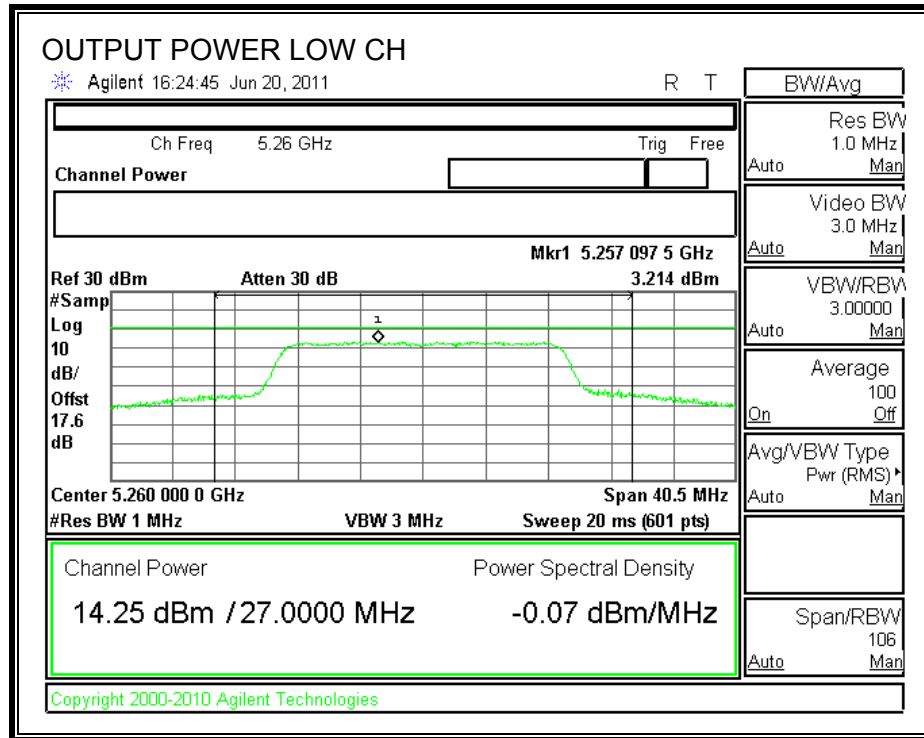 OUTPUT POWER LOW CH
Agilent 16:24:45 Jun 20, 2011 R T
Ch Freq 5.26 GHz Trig Free
Channel Power
Mkr1 5.257 097 5 GHz
Ref 30 dBm Atten 30 dB 3.214 dBm
#Samp
Log
10
dB/
Offst
17.6
dB
1
Center 5.260 000 0 GHz Span 40.5 MHz
#Res BW 1 MHz VBW 3 MHz Sweep 20 ms (601 pts)
Channel Power Power Spectral Density
14.25 dBm / 27.0000 MHz -0.07 dBm/MHz
Copyright 2000-2010 Agilent Technologies
BW/Avg
Res BW
1.0 MHz
Auto Man
Video BW
3.0 MHz
Auto Man
VBW/RBW
3.00000
Auto Man
Average
100
On Off
Avg/VBW Type
Pwr (RMS)
Auto Man
Span/RBW
106
Auto Man